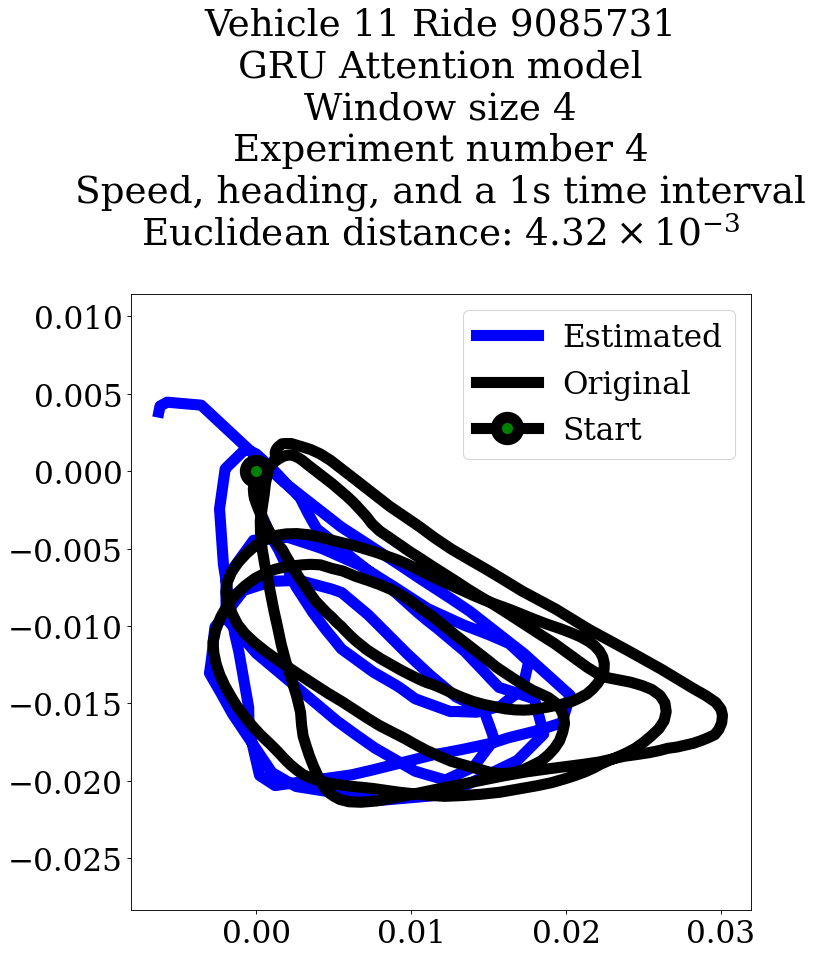 Vehicle 11 Ride 9085731
GRU Attention model
Window size 4
Experiment number 4
Speed, heading, and a 1s time interval
Euclidean distance: 4.32 × 10⁻³
Estimated
Original
Start
0.010
0.005
0.000
−0.005
−0.010
−0.015
−0.020
−0.025
0.00 0.01 0.02 0.03